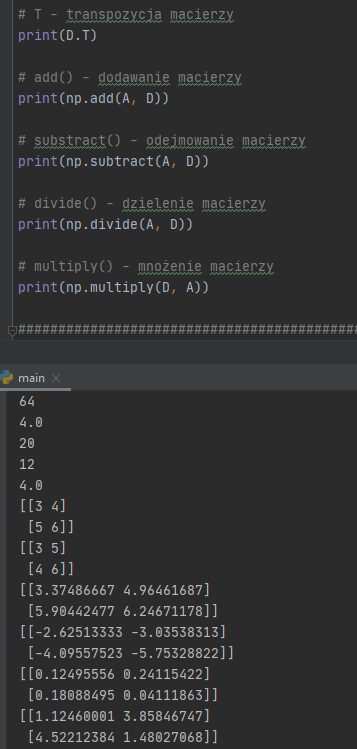 # T - transpozycja macierzy
print(D.T)
# add() - dodawanie macierzy
print(np.add(A, D))
# substract() - odejmowanie macierzy
print(np.subtract(A, D))
# divide() - dzielenie macierzy
print(np.divide(A, D))
# multiply() - mnożenie macierzy
print(np.multiply(D, A))
###########################################
main
64
4.0
20
12
4.0
[[3 4]
[5 6]]
[[3 5]
[4 6]]
[[3.37486667 4.96461687]
[5.90442477 6.24671178]]
[[-2.62513333 -3.03538313]
[-4.09557523 -5.75328822]]
[[0.12495556 0.24115422]
[0.18088495 0.04111863]]
[[1.12460001 3.85846747]
[4.52212384 1.48027068]]